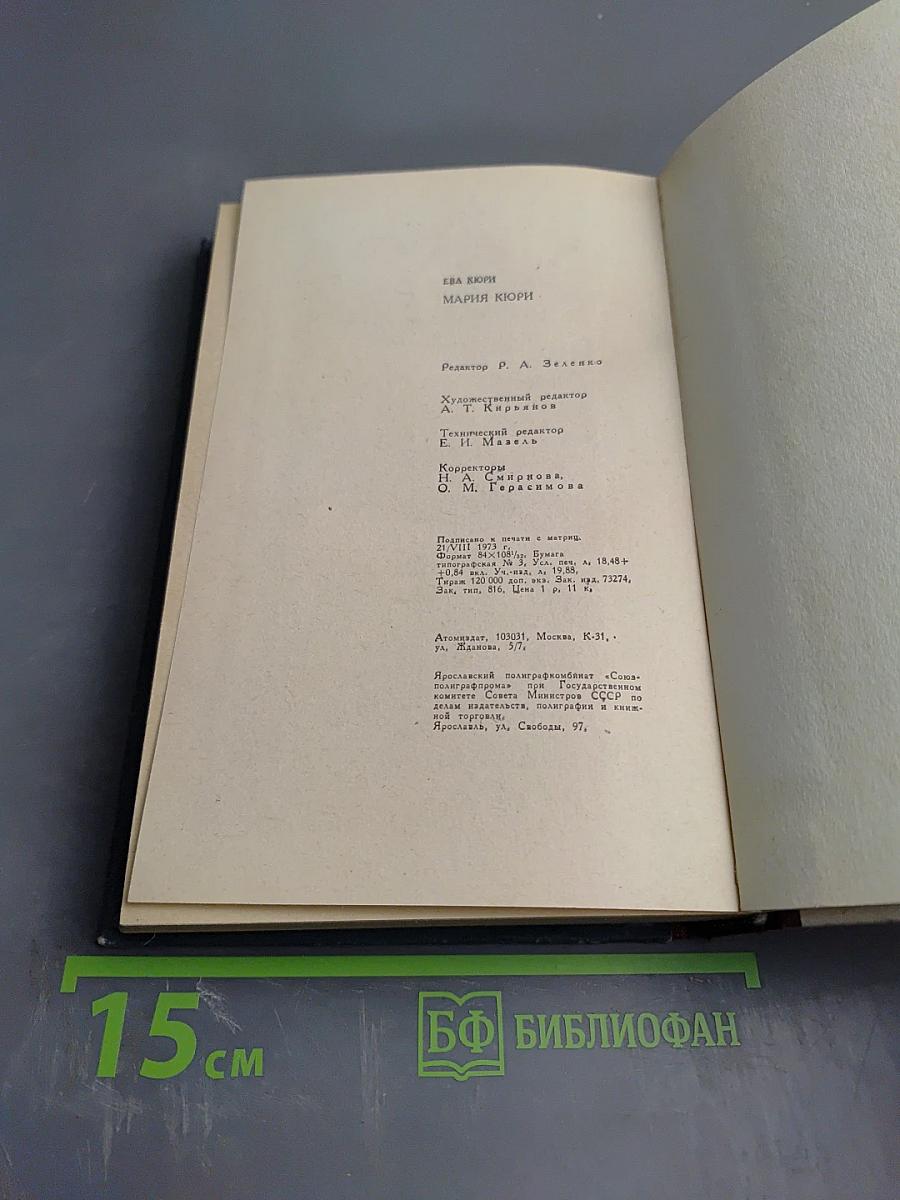 ЕВА КЮРИ
МАРИЯ КЮРИ
Редактор Р. А. Зеленко
Художественный редактор
А. Т. Кирьянов
Технический редактор
Е. И. Мазель
Корректоры
Н. А. Смирнова,
О. М. Герасимова
Подписано к печати с матриц.
21/VIII 1973 г.
Формат 84×108¹/₃₂. Бумага
типографская № 3. Усл. печ. л. 18,48+
+0,84 вкл. Уч.-изд. л. 19,88.
Тираж 120 000 доп. экз. Зак. изд. 73274.
Зак. тип. 816. Цена 1 р. 11 к.
Атомиздат, 103031, Москва, К-31,
ул. Жданова, 5/7.
Ярославский полиграфкомбинат «Союз-
полиграфпрома» при Государственном
комитете Совета Министров СССР по
делам издательств, полиграфии и книж-
ной торговли.
Ярославль, ул. Свободы, 97.
15 см
БФ БИБЛИОФАН